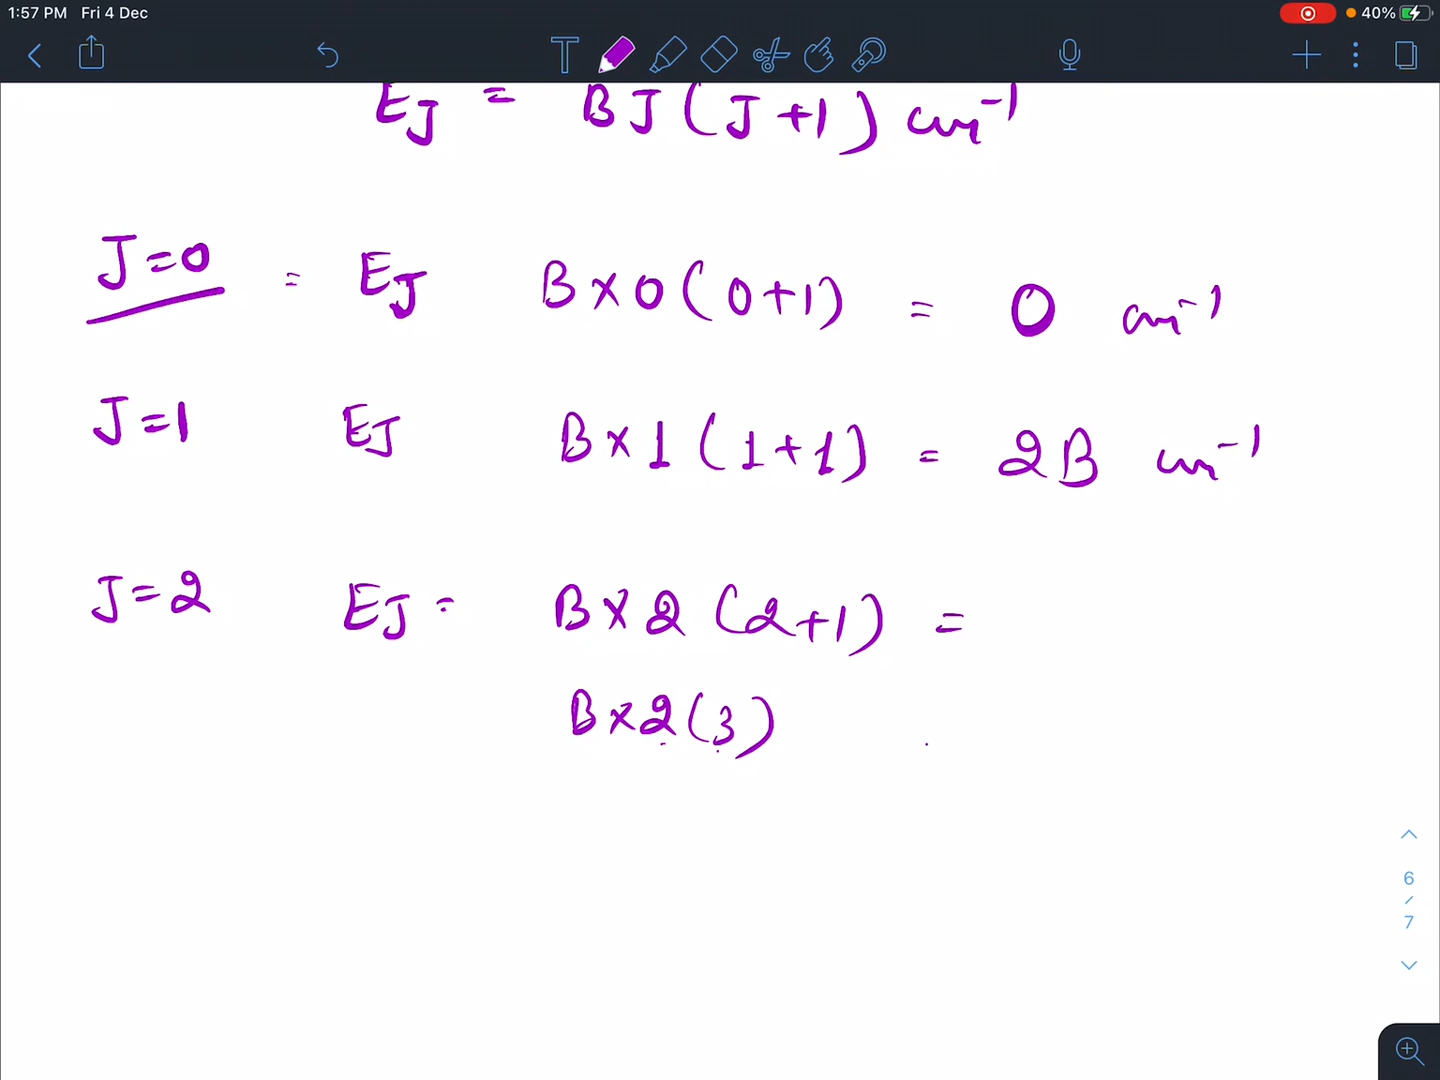 1:57 PM Fri 4 Dec 40%
T
EJ = BJ(J+1) cm⁻¹
J=0 = EJ B×0(0+1) = 0 cm⁻¹
J=1 EJ B×1(1+1) = 2B cm⁻¹
J=2 EJ = B×2(2+1) =
B×2(3)
6
/
7